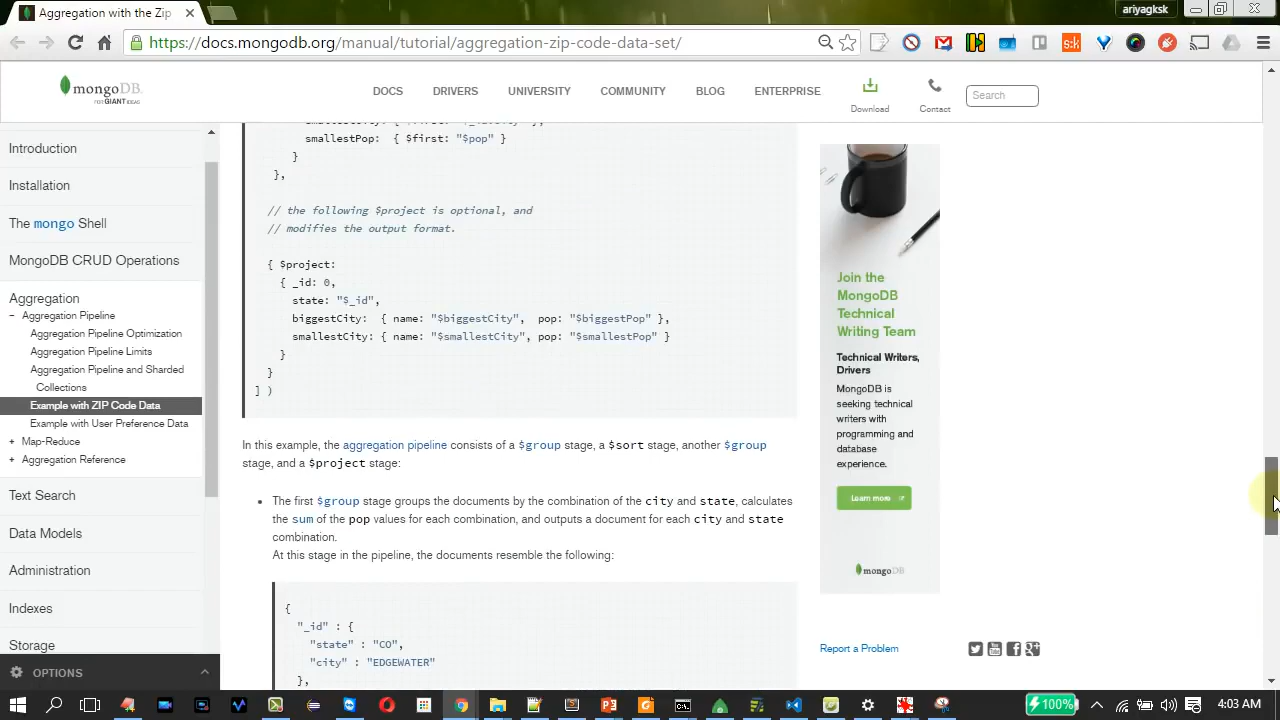 Aggregation with the Zip
ariyagksk
https://docs.mongodb.org/manual/tutorial/aggregation-zip-code-data-set/
mongoDB.
FOR GIANT IDEAS
DOCS
DRIVERS
UNIVERSITY
COMMUNITY
BLOG
ENTERPRISE
Download
Contact
Search
Introduction
Installation
The mongo Shell
MongoDB CRUD Operations
Aggregation
− Aggregation Pipeline
Aggregation Pipeline Optimization
Aggregation Pipeline Limits
Aggregation Pipeline and Sharded
Collections
Example with ZIP Code Data
Example with User Preference Data
+ Map-Reduce
+ Aggregation Reference
Text Search
Data Models
Administration
Indexes
Storage
OPTIONS
smallestPop: { $first: "$pop" }
}
},
// the following $project is optional, and
// modifies the output format.
{ $project:
{ _id: 0,
state: "$_id",
biggestCity: { name: "$biggestCity", pop: "$biggestPop" },
smallestCity: { name: "$smallestCity", pop: "$smallestPop" }
}
}
] )
In this example, the aggregation pipeline consists of a $group stage, a $sort stage, another $group
stage, and a $project stage:
• The first $group stage groups the documents by the combination of the city and state, calculates
the sum of the pop values for each combination, and outputs a document for each city and state
combination.
At this stage in the pipeline, the documents resemble the following:
{
"_id" : {
"state" : "CO",
"city" : "EDGEWATER"
},
Join the
MongoDB
Technical
Writing Team
Technical Writers,
Drivers
MongoDB is
seeking technical
writers with
programming and
database
experience.
Learn more
mongoDB
Report a Problem
100%
4:03 AM